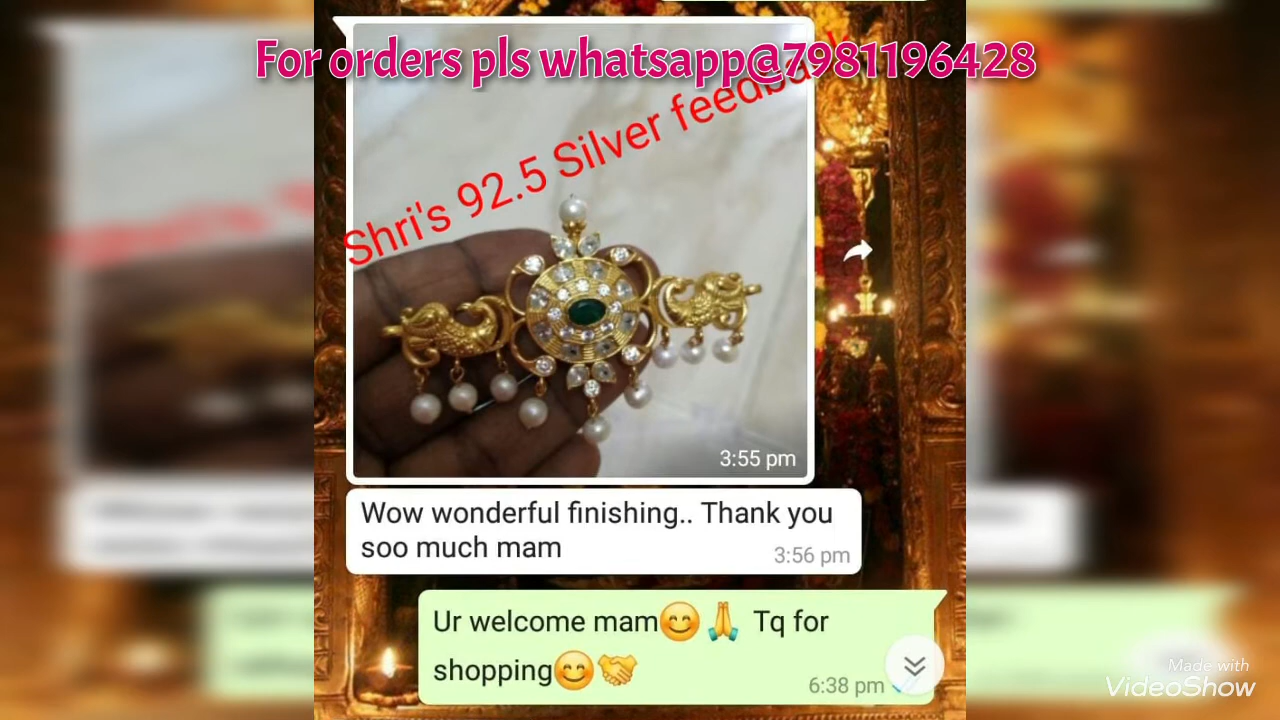 For orders pls whatsapp@7981196428
Shri's 92.5 Silver feedback
3:55 pm
Wow wonderful finishing.. Thank you
soo much mam
3:56 pm
Ur welcome mam😊🙏 Tq for
shopping😊🤝
6:38 pm
Made with
VideoShow